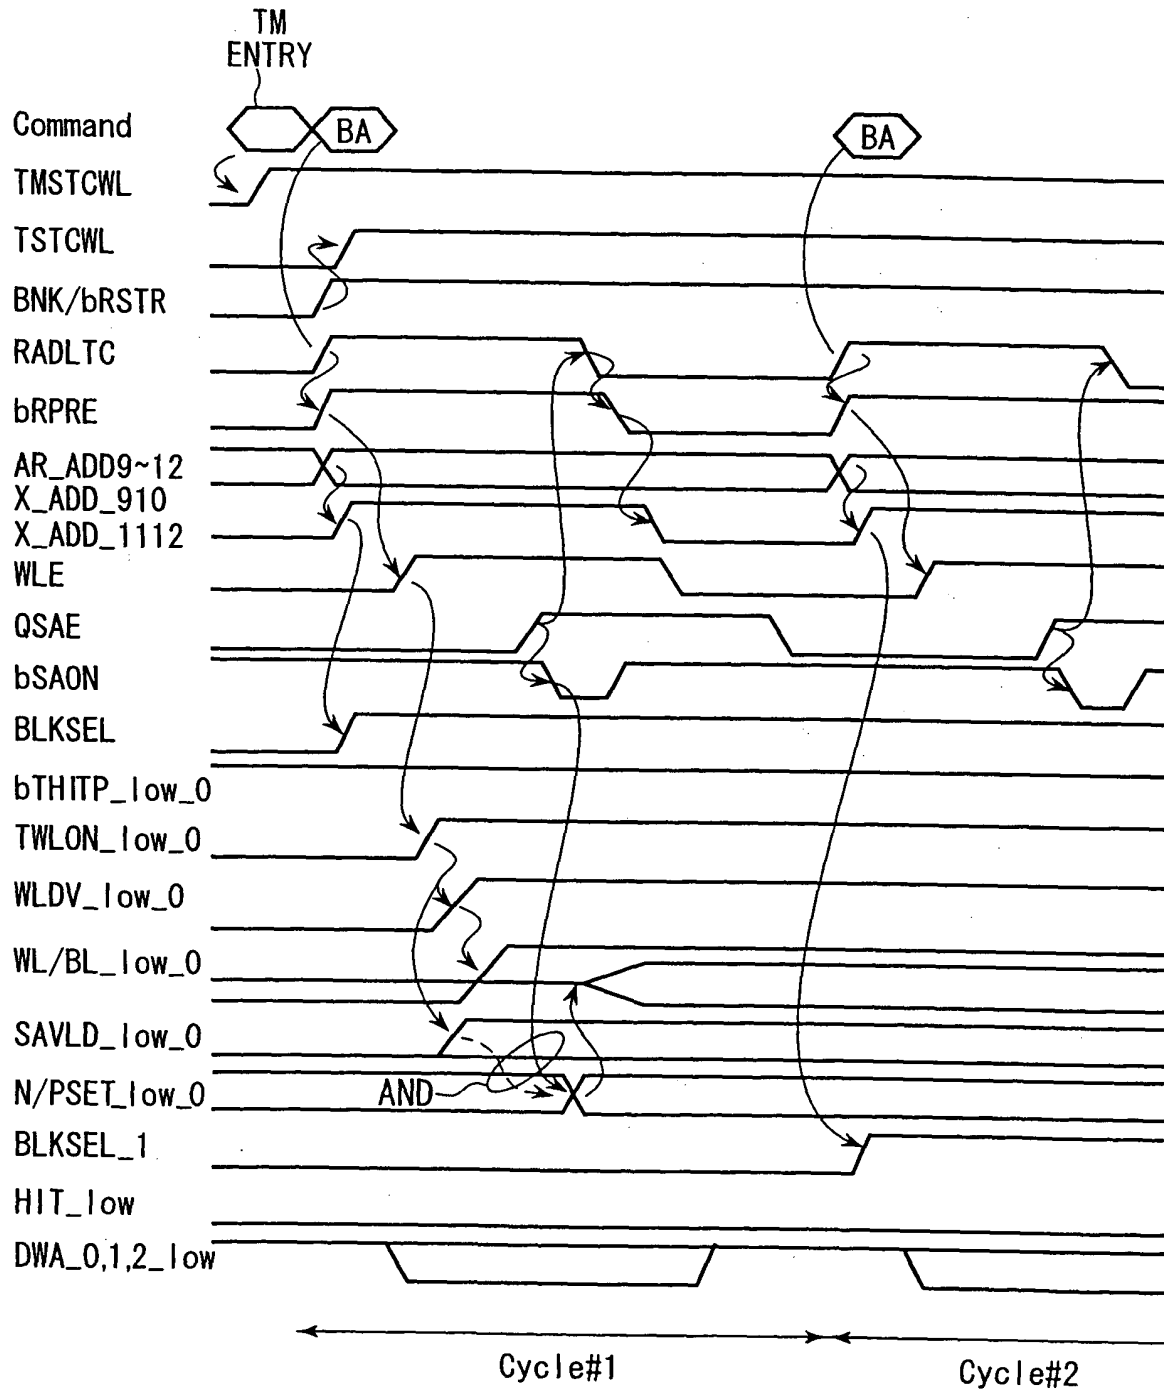 TM
ENTRY
Command
BA
BA
TMSTCWL
TSTCWL
BNK/bRSTR
RADLTC
bRPRE
AR_ADD9~12
X_ADD_910
X_ADD_1112
WLE
QSAE
bSAON
BLKSEL
bTHITP_low_0
TWLON_low_0
WLDV_low_0
WL/BL_low_0
SAVLD_low_0
N/PSET_low_0
AND
BLKSEL_1
HIT_low
DWA_0,1,2_low
Cycle#1
Cycle#2